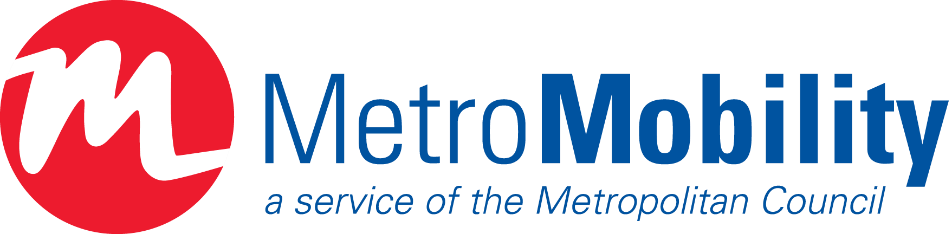 m
MetroMobility
a service of the Metropolitan Council